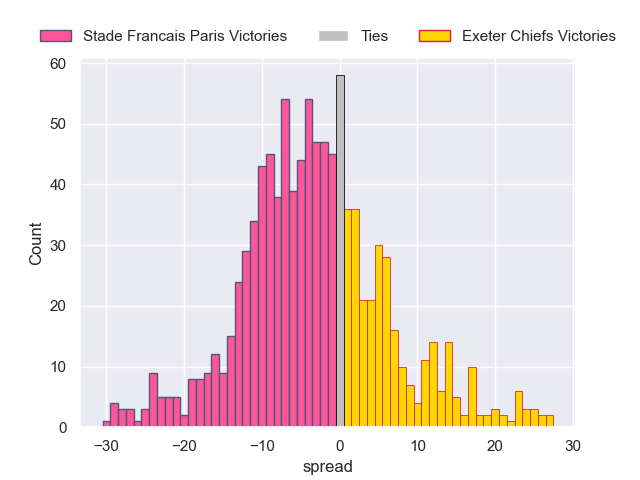 Stade Francais Paris Victories Ties Exeter Chiefs Victories
60
50
40
30
20
10
0
Count
−30 −20 −10 0 10 20 30
spread